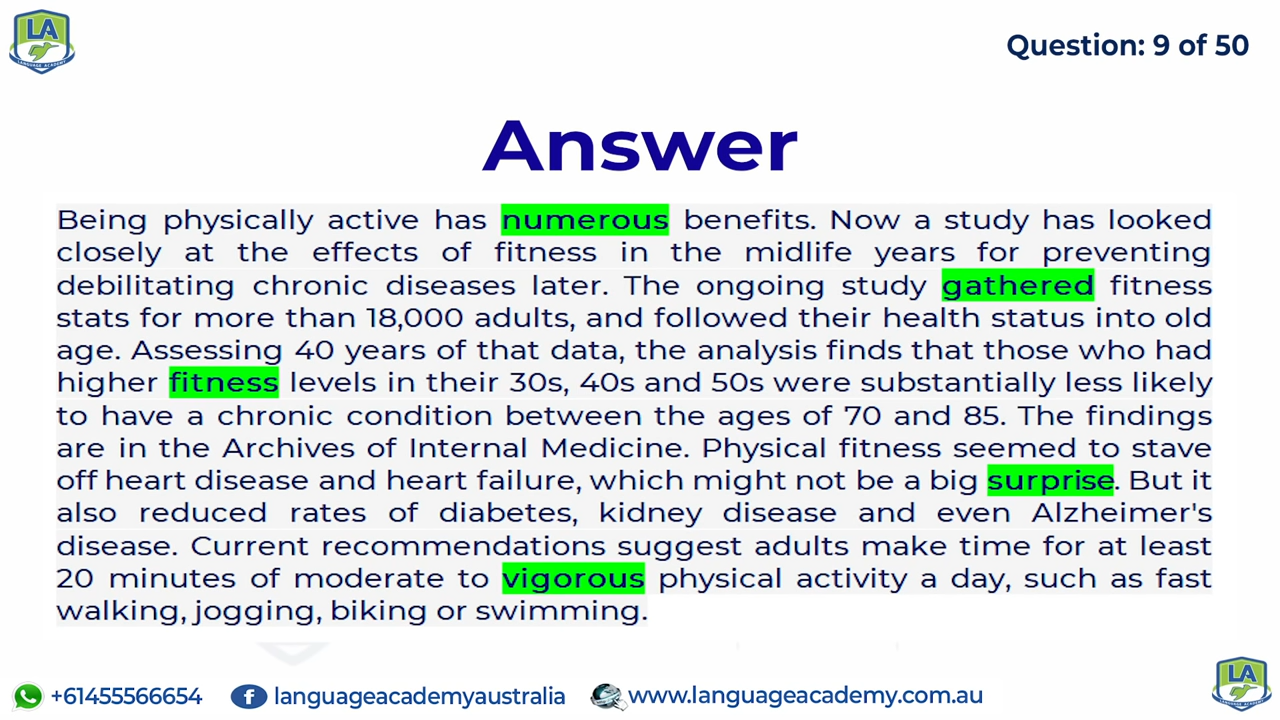 LA
LANGUAGE ACADEMY
Question: 9 of 50
Answer
Being physically active has numerous benefits. Now a study has looked
closely at the effects of fitness in the midlife years for preventing
debilitating chronic diseases later. The ongoing study gathered fitness
stats for more than 18,000 adults, and followed their health status into old
age. Assessing 40 years of that data, the analysis finds that those who had
higher fitness levels in their 30s, 40s and 50s were substantially less likely
to have a chronic condition between the ages of 70 and 85. The findings
are in the Archives of Internal Medicine. Physical fitness seemed to stave
off heart disease and heart failure, which might not be a big surprise. But it
also reduced rates of diabetes, kidney disease and even Alzheimer's
disease. Current recommendations suggest adults make time for at least
20 minutes of moderate to vigorous physical activity a day, such as fast
walking, jogging, biking or swimming.
+61455566654
languageacademyaustralia
www.languageacademy.com.au
LA
LANGUAGE ACADEMY